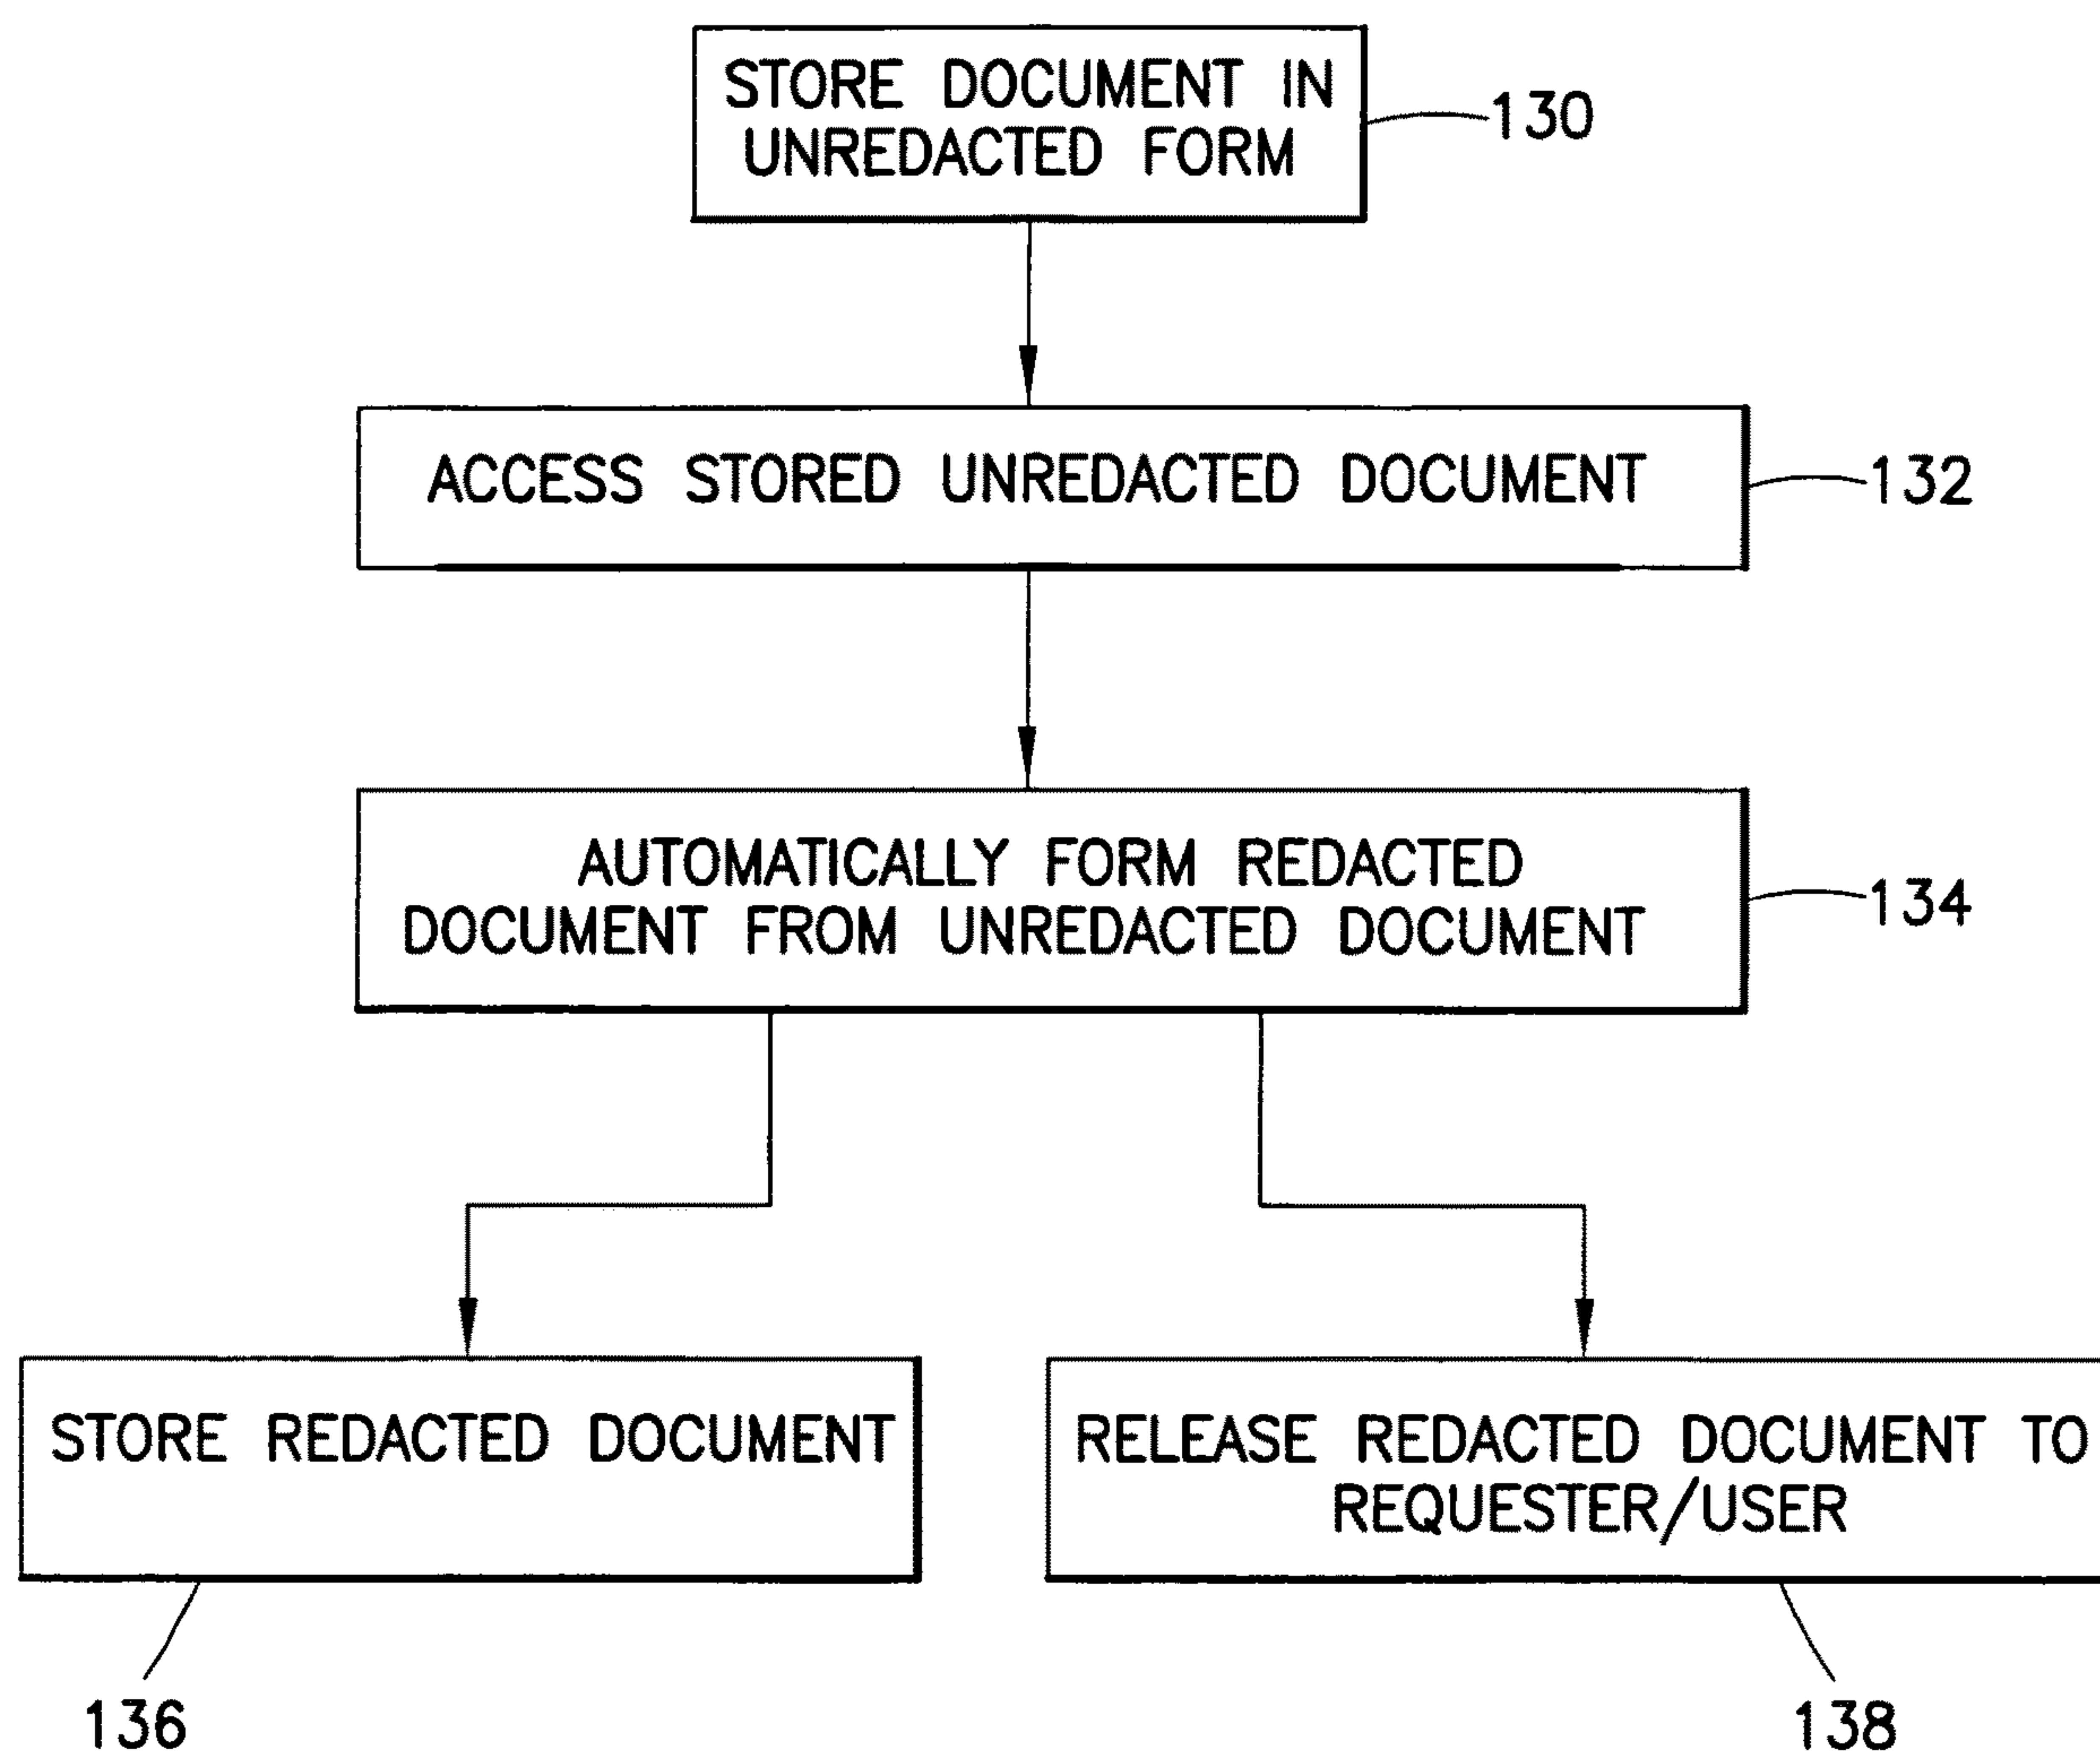 STORE DOCUMENT IN
UNREDACTED FORM
130
ACCESS STORED UNREDACTED DOCUMENT
132
AUTOMATICALLY FORM REDACTED
DOCUMENT FROM UNREDACTED DOCUMENT
134
STORE REDACTED DOCUMENT
136
RELEASE REDACTED DOCUMENT TO
REQUESTER/USER
138